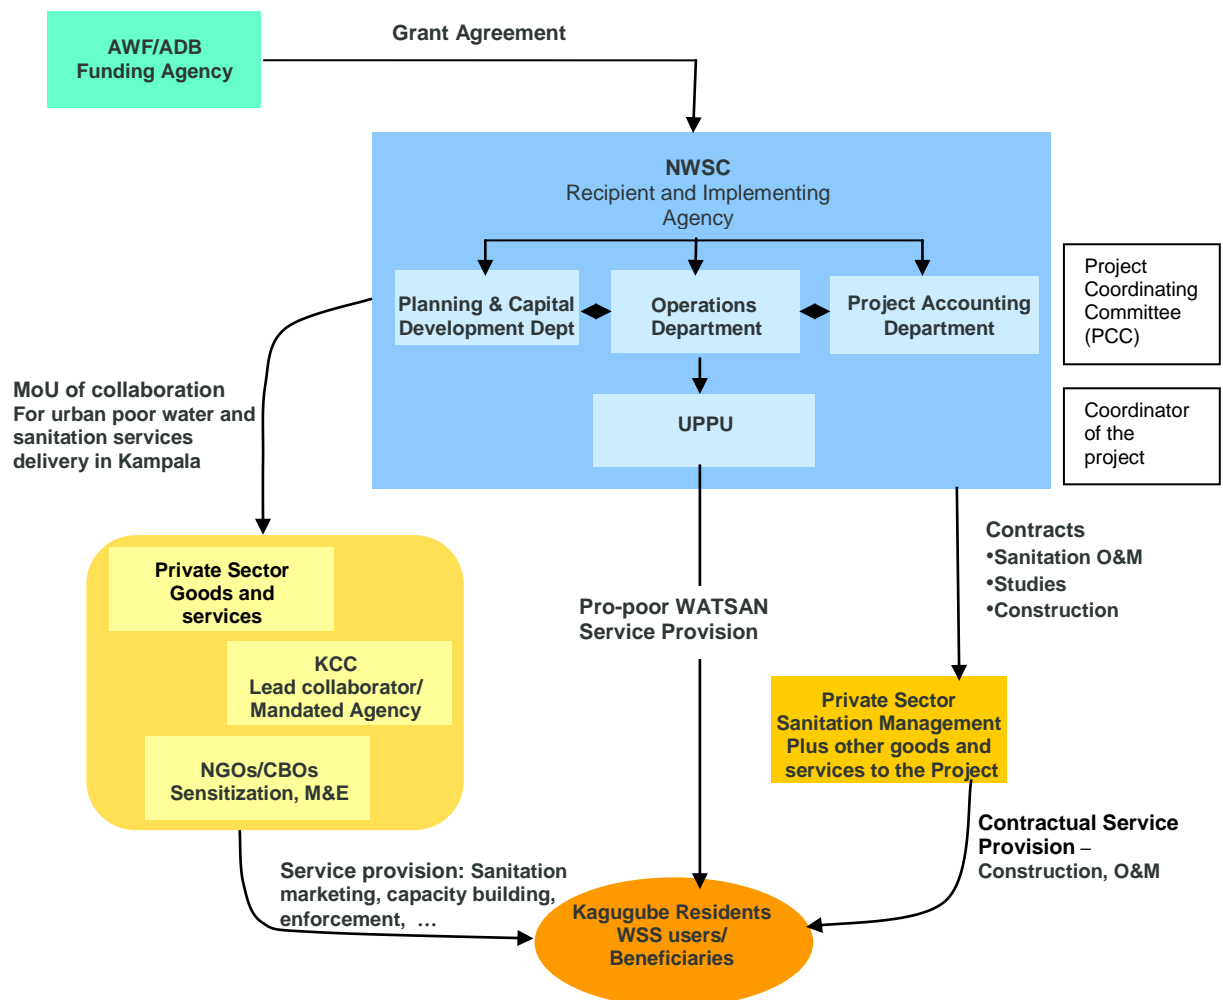 AWF/ADB
Funding Agency
Grant Agreement
NWSC
Recipient and Implementing
Agency
Planning & Capital
Development Dept
Operations
Department
Project Accounting
Department
Project
Coordinating
Committee
(PCC)
UPPU
Coordinator
of the
project
MoU of collaboration
For urban poor water and
sanitation services
delivery in Kampala
Private Sector
Goods and
services
KCC
Lead collaborator/
Mandated Agency
NGOs/CBOs
Sensitization, M&E
Pro-poor WATSAN
Service Provision
Contracts
•Sanitation O&M
•Studies
•Construction
Private Sector
Sanitation Management
Plus other goods and
services to the Project
Service provision: Sanitation
marketing, capacity building,
enforcement, …
Contractual Service
Provision –
Construction, O&M
Kagugube Residents
WSS users/
Beneficiaries